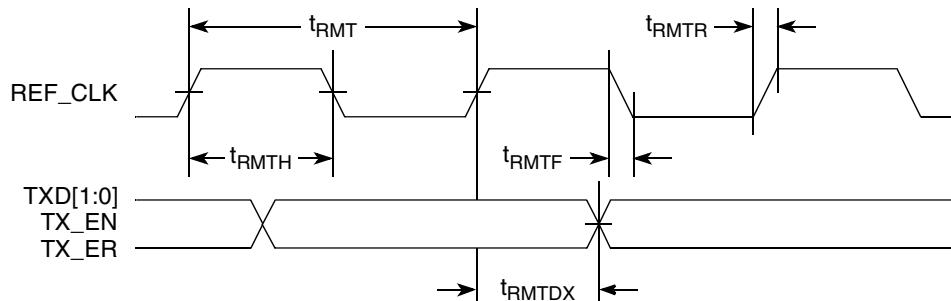 tRMT
tRMTR
REF_CLK
tRMTH
tRMTF
TXD[1:0]
TX_EN
TX_ER
tRMTDX